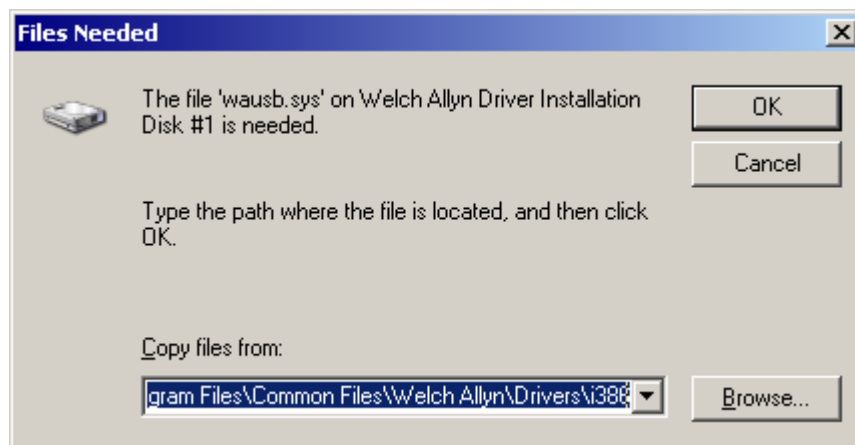 Files Needed
The file 'wausb.sys' on Welch Allyn Driver Installation
Disk #1 is needed.
OK
Cancel
Type the path where the file is located, and then click
OK.
Copy files from:
gram Files\Common Files\Welch Allyn\Drivers\i386
Browse...